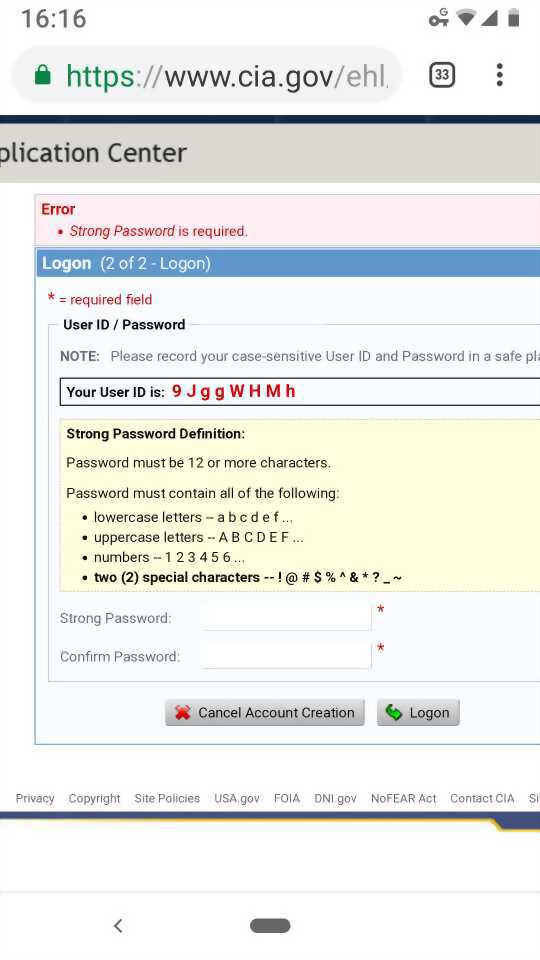 16:16
https://www.cia.gov/ehl
33
plication Center
Error
• Strong Password is required.
Logon (2 of 2 - Logon)
* = required field
User ID / Password
NOTE: Please record your case-sensitive User ID and Password in a safe pl
Your User ID is: 9 J g g W H M h
Strong Password Definition:
Password must be 12 or more characters.
Password must contain all of the following:
• lowercase letters -- a b c d e f ...
• uppercase letters -- A B C D E F ...
• numbers -- 1 2 3 4 5 6 ...
• two (2) special characters -- ! @ # $ % ^ & * ? _ ~
Strong Password: *
Confirm Password: *
Cancel Account Creation Logon
Privacy Copyright Site Policies USA.gov FOIA DNI.gov NoFEAR Act Contact CIA Si